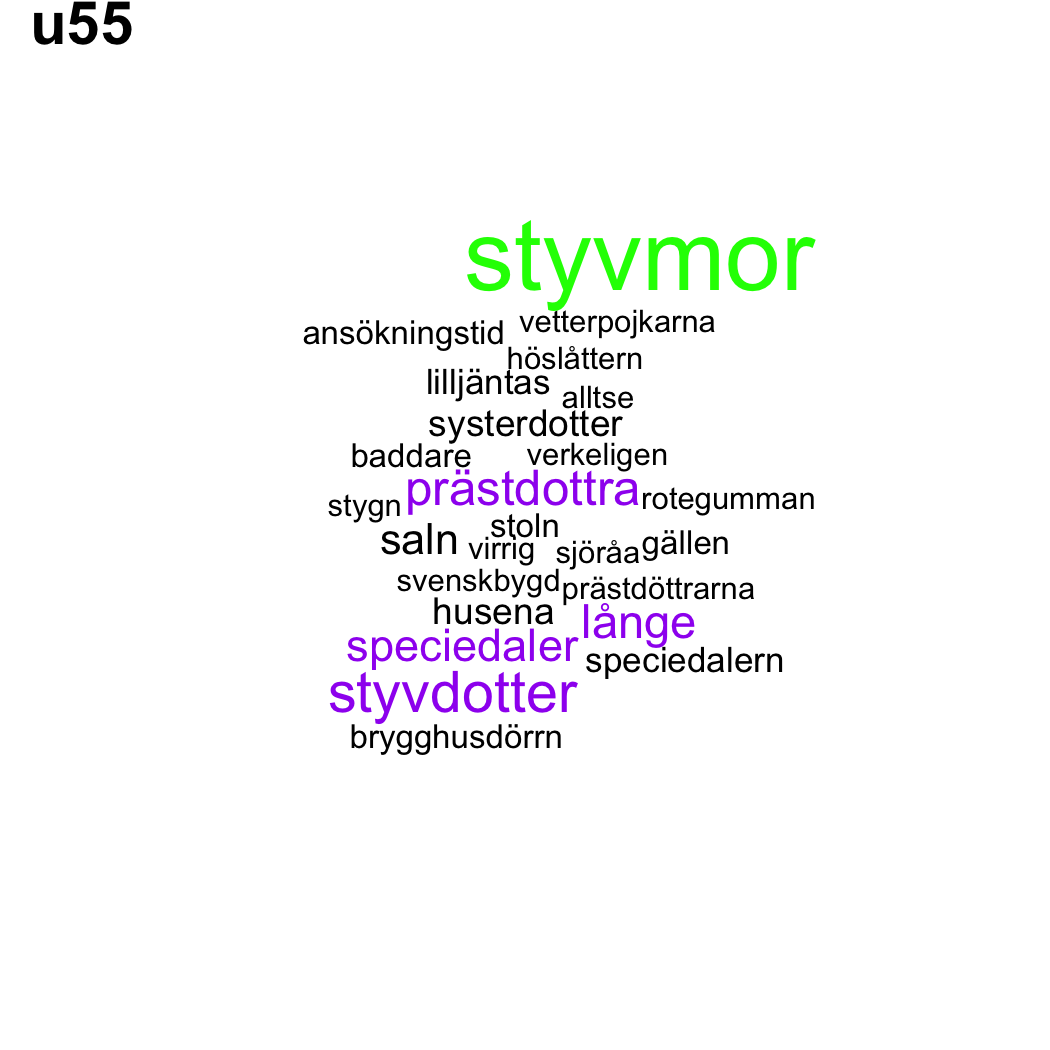 u55
styvmor
vetterpojkarna
ansökningstid
höslåttern
lilljäntas
alltse
systerdotter
baddare verkeligen
prästdottra rotegumman
stygn
stoln
saln virrig sjöråa gällen
svenskbygd prästdöttrarna
husena långe
speciedaler speciedalern
styvdotter
brygghusdörrn